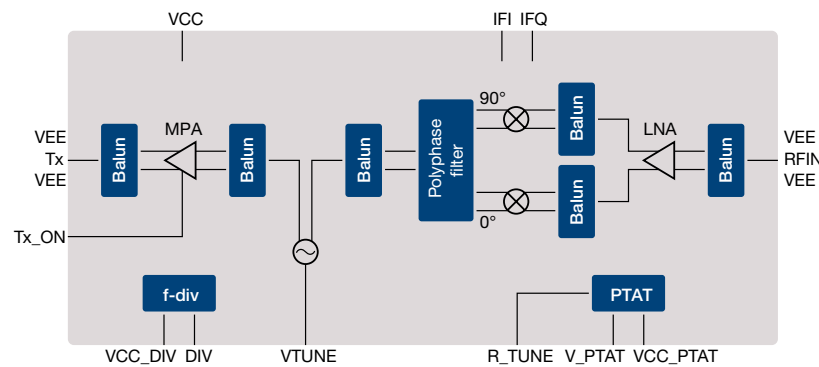 VCC
IFI IFQ
VEE
Tx
VEE
Tx_ON
Balun
MPA
Balun
Balun
Polyphase
filter
90°
0°
Balun
Balun
LNA
Balun
VEE
RFIN
VEE
f-div
PTAT
VCC_DIV DIV
VTUNE
R_TUNE
V_PTAT
VCC_PTAT